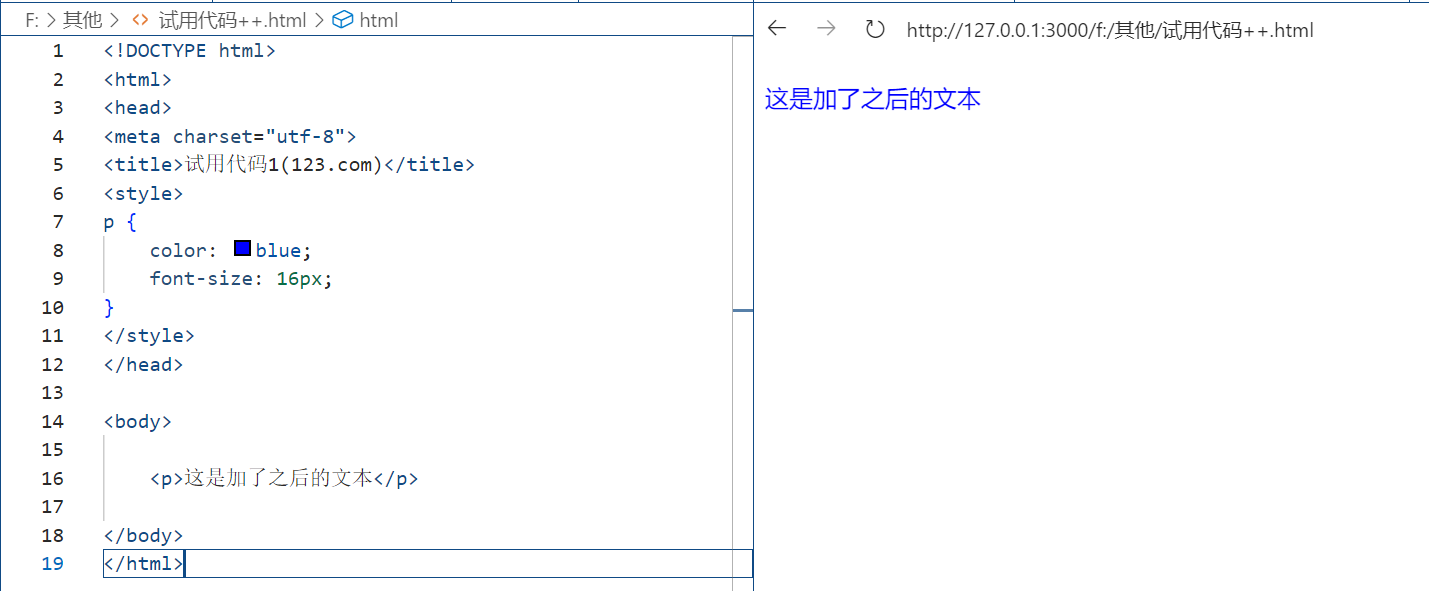 F: > 其他 > <> 试用代码++.html > html
1 <!DOCTYPE html>
2 <html>
3 <head>
4 <meta charset="utf-8">
5 <title>试用代码1(123.com)</title>
6 <style>
7 p {
8 color: blue;
9 font-size: 16px;
10 }
11 </style>
12 </head>
13
14 <body>
15
16 <p>这是加了之后的文本</p>
17
18 </body>
19 </html>
http://127.0.0.1:3000/f:/其他/试用代码++.html
这是加了之后的文本